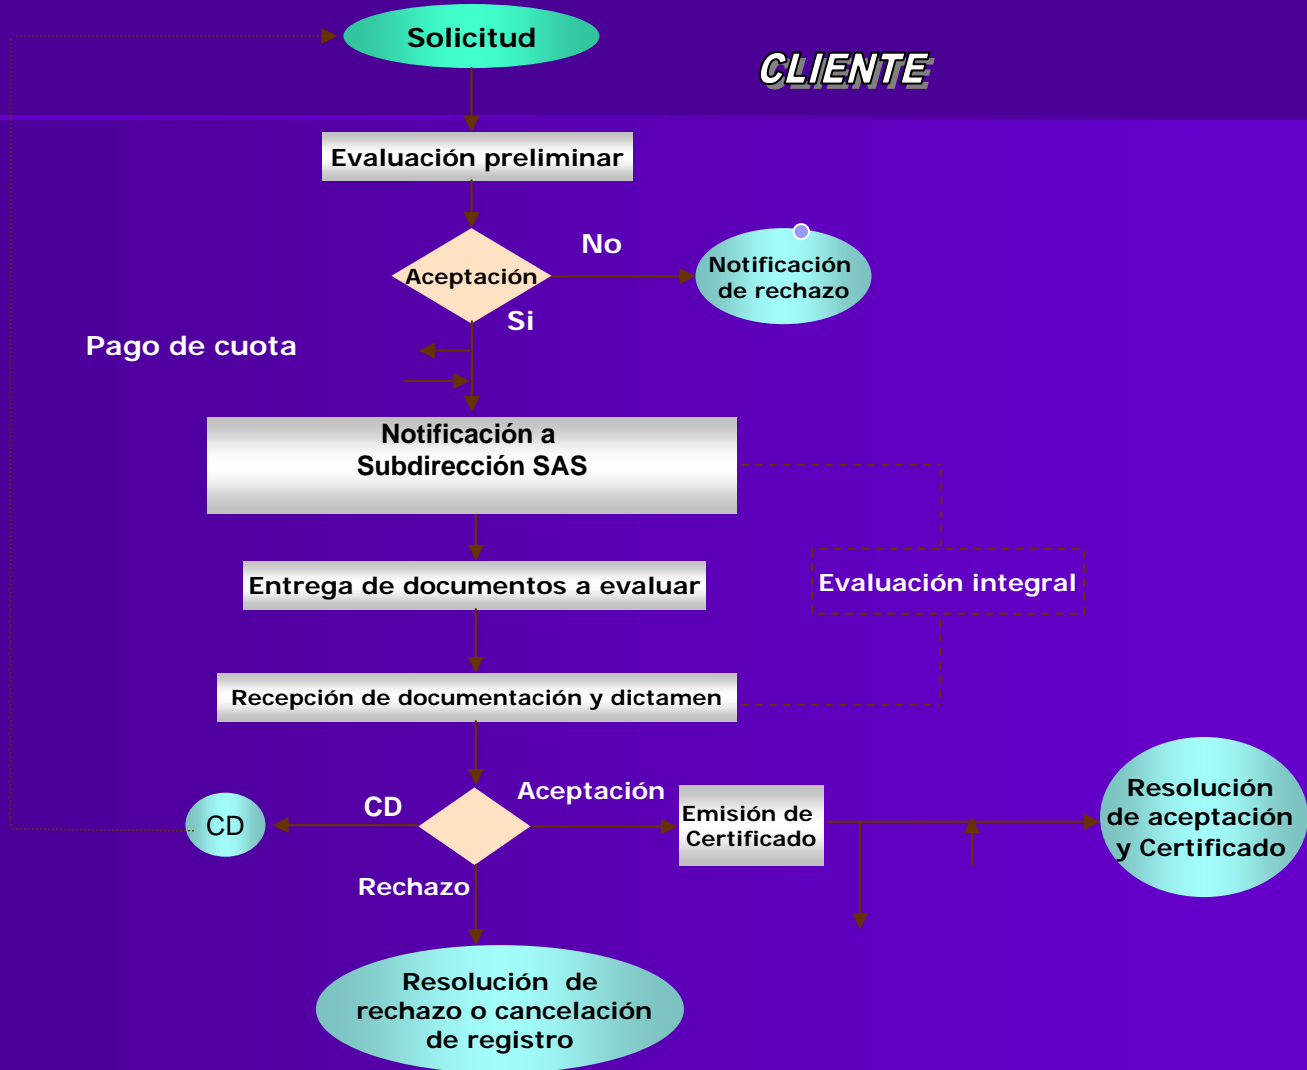 Solicitud
CLIENTE
Evaluación preliminar
Aceptación
No
Notificación
de rechazo
Si
Pago de cuota
Notificación a
Subdirección SAS
Entrega de documentos a evaluar
Evaluación integral
Recepción de documentación y dictamen
CD
CD
Aceptación
Emisión de
Certificado
Resolución
de aceptación
y Certificado
Rechazo
Resolución de
rechazo o cancelación
de registro